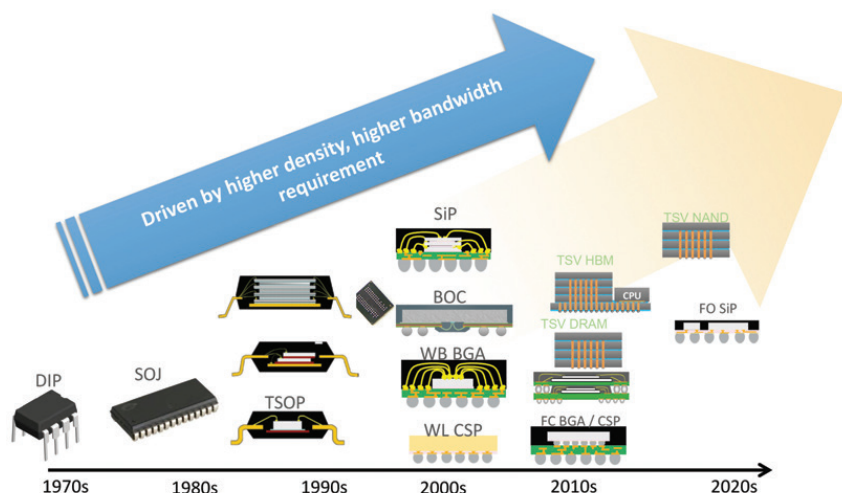 Driven by higher density, higher bandwidth
requirement
SiP
TSV NAND
TSV HBM
CPU
BOC
FO SiP
TSV DRAM
WB BGA
DIP
SOJ
TSOP
WL CSP
FC BGA / CSP
1970s
1980s
1990s
2000s
2010s
2020s